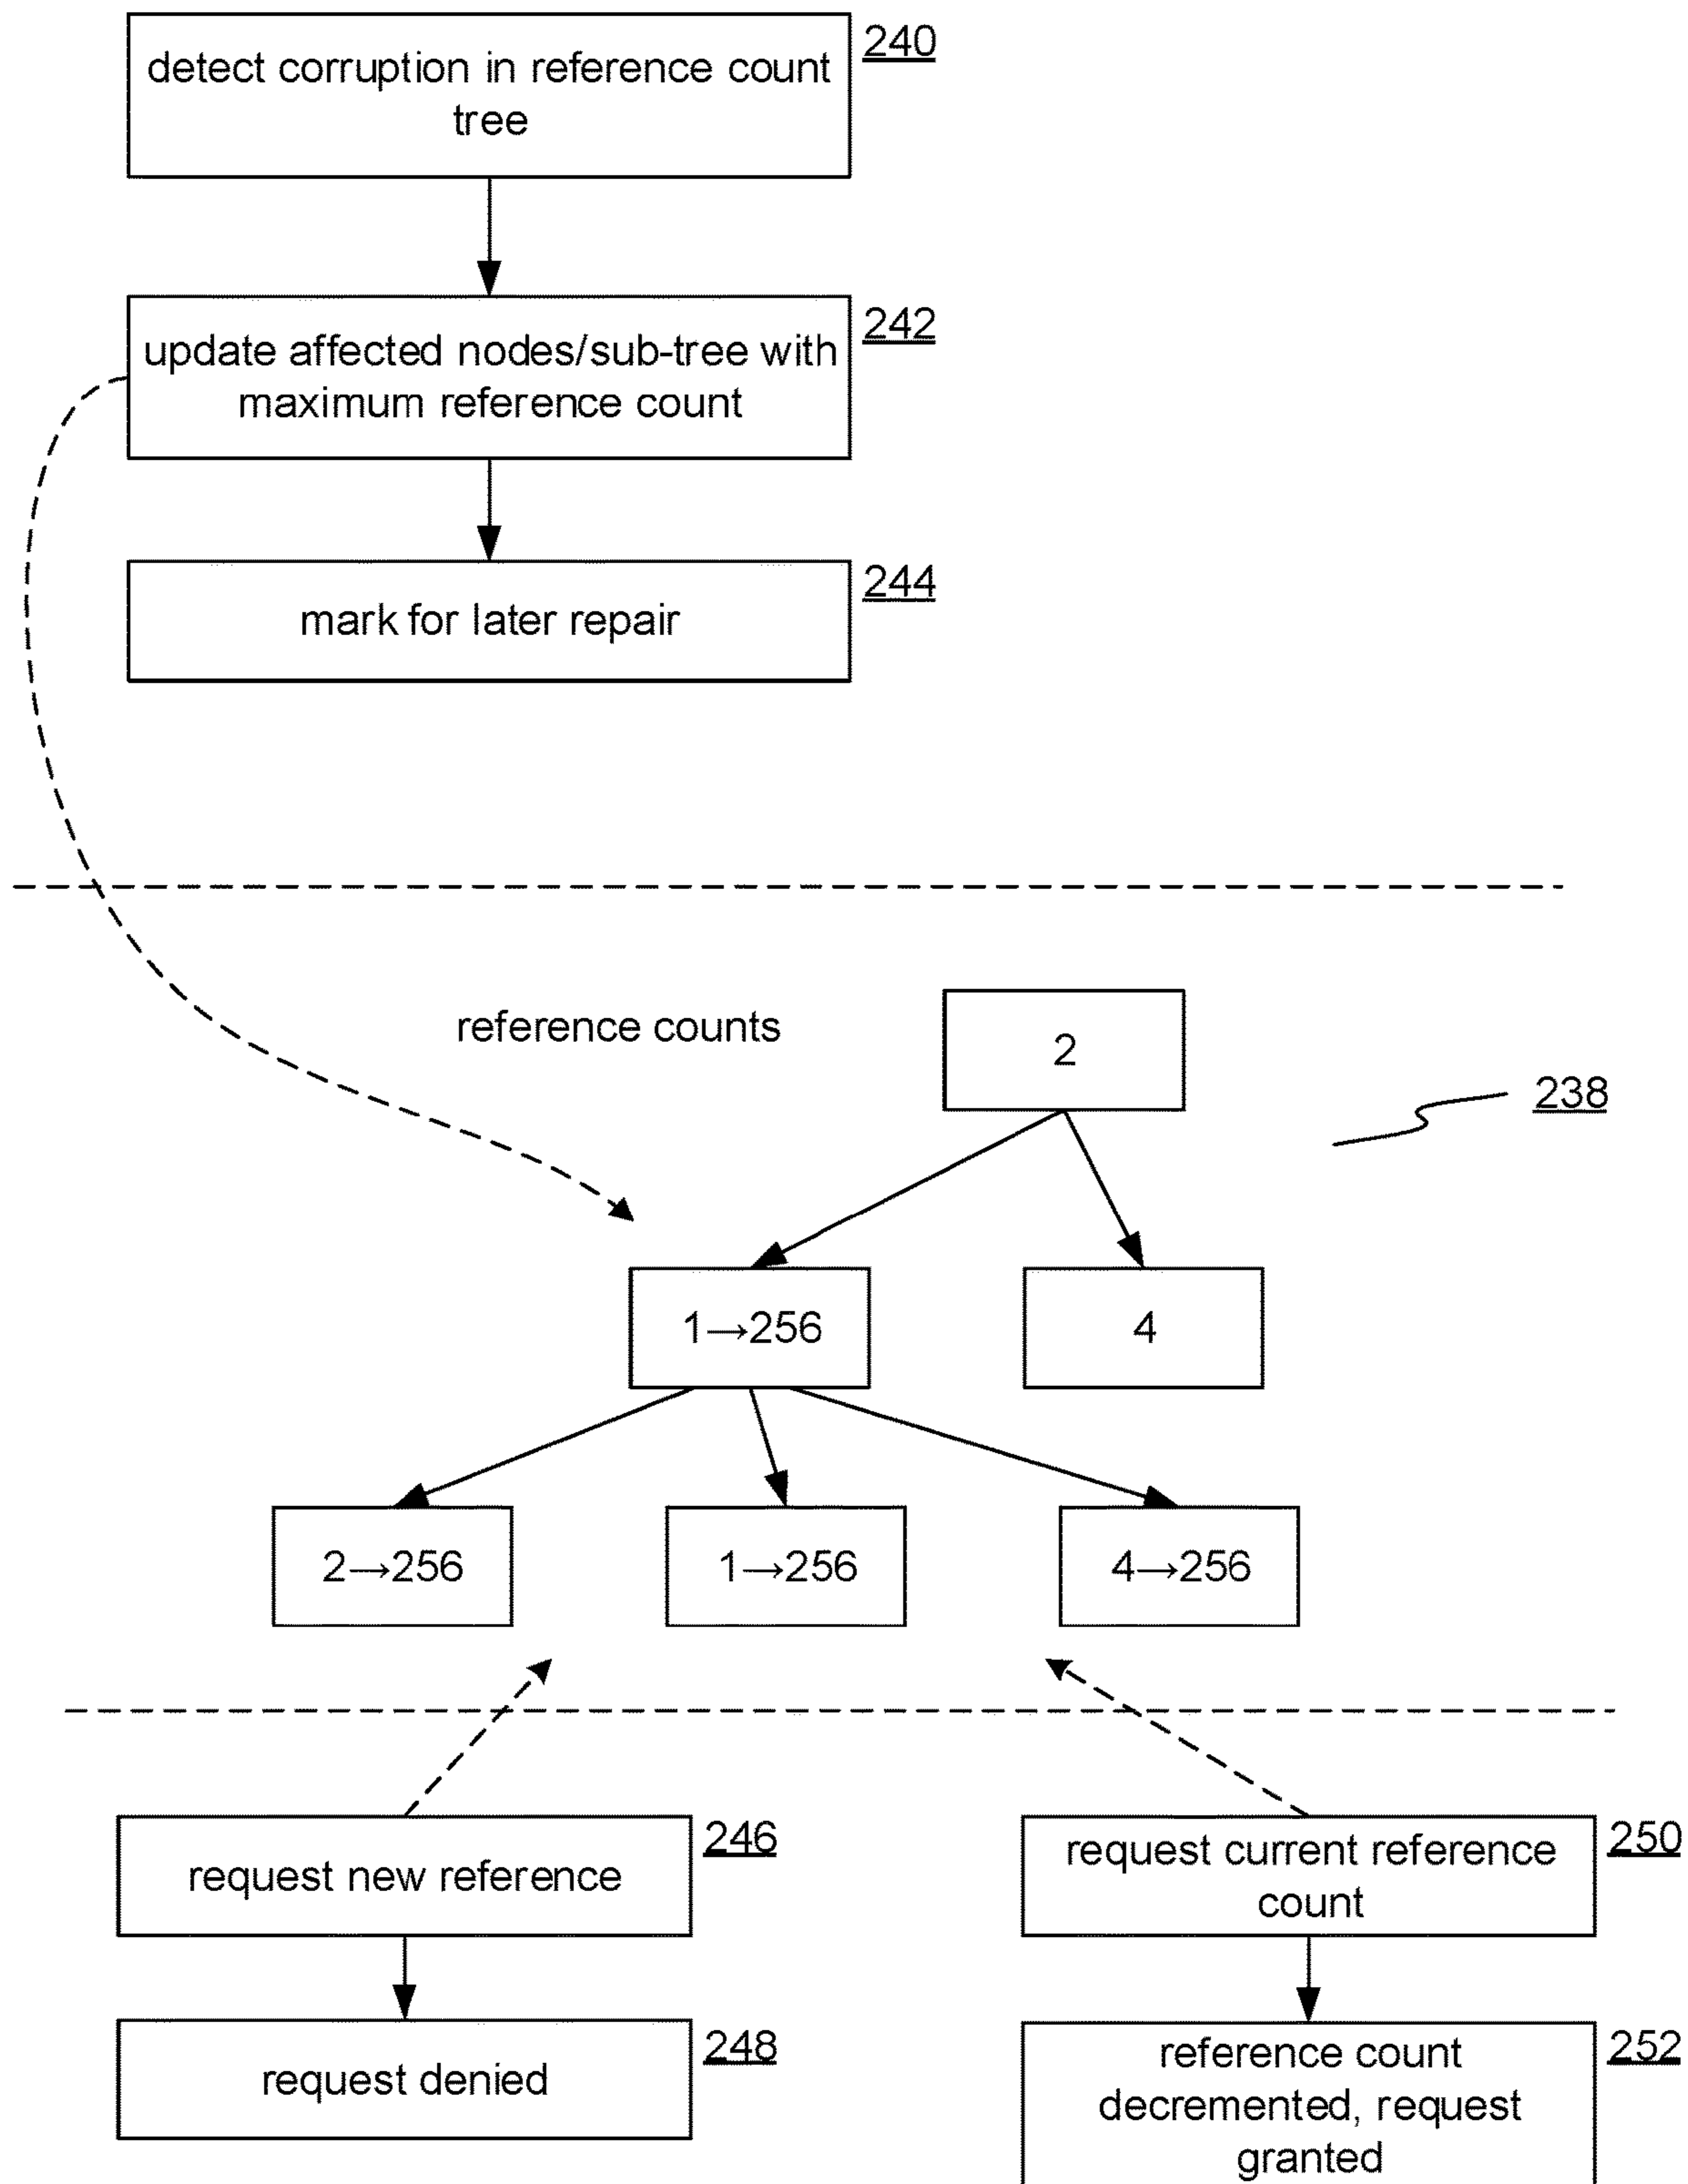 240
detect corruption in reference count
tree
242
update affected nodes/sub-tree with
maximum reference count
244
mark for later repair
reference counts
2
238
1→256
4
2→256
1→256
4→256
246
request new reference
248
request denied
250
request current reference
count
252
reference count
decremented, request
granted